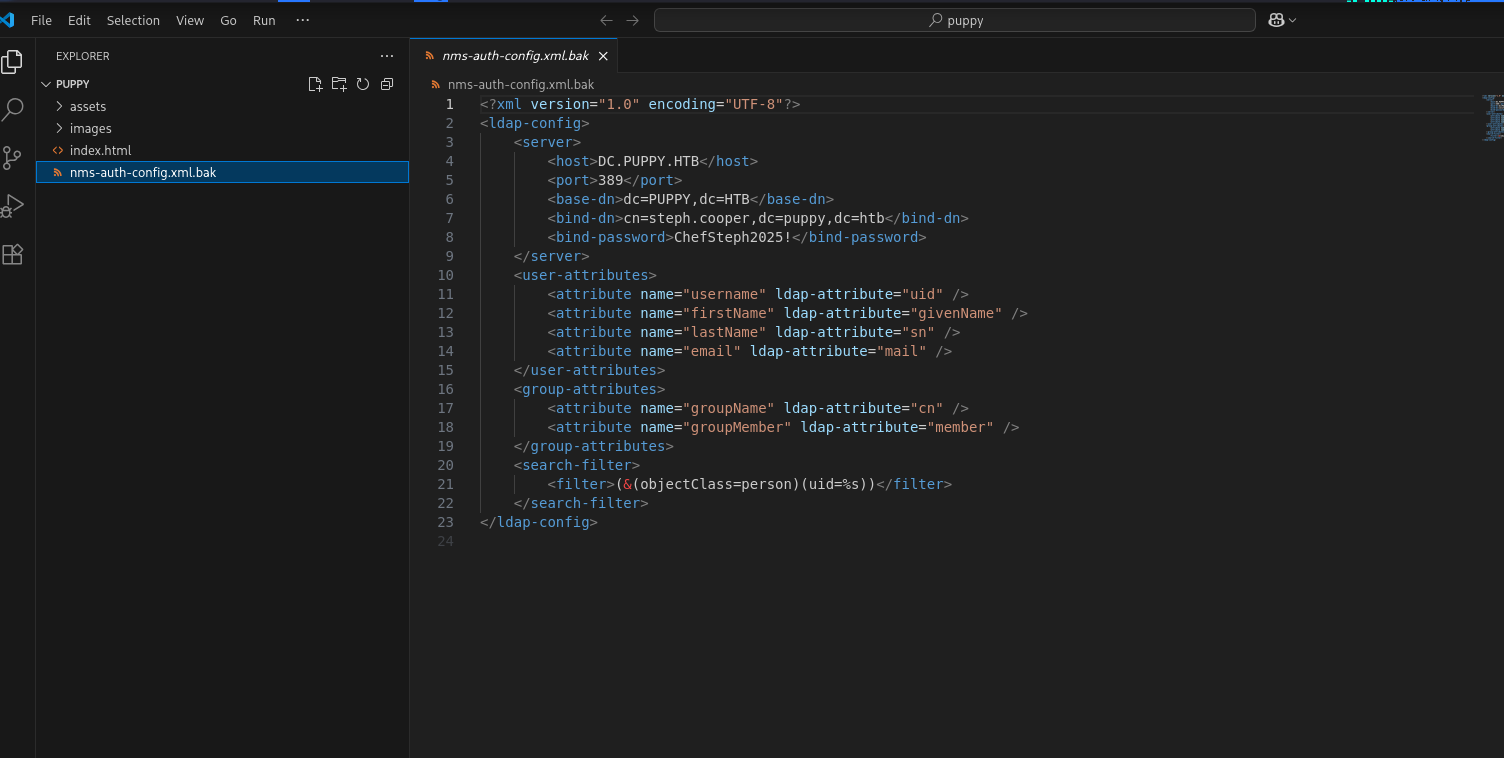 File Edit Selection View Go Run ···
puppy
EXPLORER
PUPPY
assets
images
index.html
nms-auth-config.xml.bak
nms-auth-config.xml.bak
nms-auth-config.xml.bak
1 <?xml version="1.0" encoding="UTF-8"?>
2 <ldap-config>
3 <server>
4 <host>DC.PUPPY.HTB</host>
5 <port>389</port>
6 <base-dn>dc=PUPPY,dc=HTB</base-dn>
7 <bind-dn>cn=steph.cooper,dc=puppy,dc=htb</bind-dn>
8 <bind-password>ChefSteph2025!</bind-password>
9 </server>
10 <user-attributes>
11 <attribute name="username" ldap-attribute="uid" />
12 <attribute name="firstName" ldap-attribute="givenName" />
13 <attribute name="lastName" ldap-attribute="sn" />
14 <attribute name="email" ldap-attribute="mail" />
15 </user-attributes>
16 <group-attributes>
17 <attribute name="groupName" ldap-attribute="cn" />
18 <attribute name="groupMember" ldap-attribute="member" />
19 </group-attributes>
20 <search-filter>
21 <filter>(&(objectClass=person)(uid=%s))</filter>
22 </search-filter>
23 </ldap-config>
24